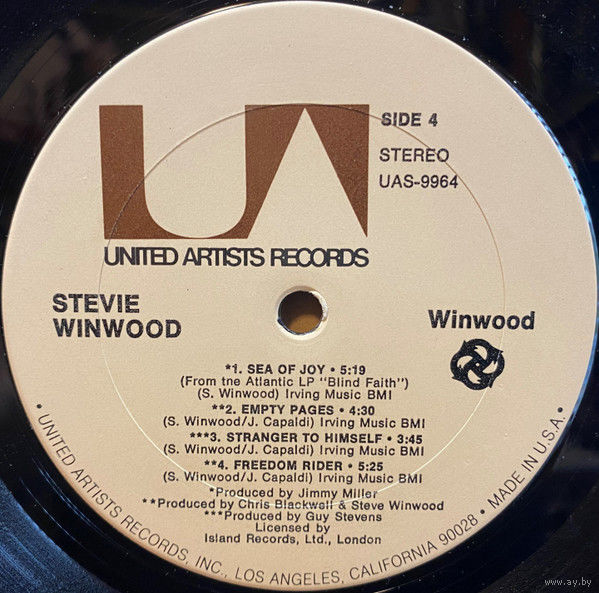 SIDE 4
STEREO
UAS-9964
UNITED ARTISTS RECORDS
STEVIE
WINWOOD
Winwood
*1. SEA OF JOY • 5:19
(From tne Atlantic LP "Blind Faith")
(S. Winwood) Irving Music BMI
**2. EMPTY PAGES • 4:30
(S. Winwood/J. Capaldi) Irving Music BMI
***3. STRANGER TO HIMSELF • 3:45
(S. Winwood/J. Capaldi) Irving Music BMI
**4. FREEDOM RIDER • 5:25
(S. Winwood/J. Capaldi) Irving Music BMI
*Produced by Jimmy Miller
**Produced by Chris Blackwell & Steve Winwood
***Produced by Guy Stevens
Licensed by
Island Records, Ltd., London
• UNITED ARTISTS RECORDS, INC., LOS ANGELES, CALIFORNIA 90028 • MADE IN U.S.A. •
www.ay.by